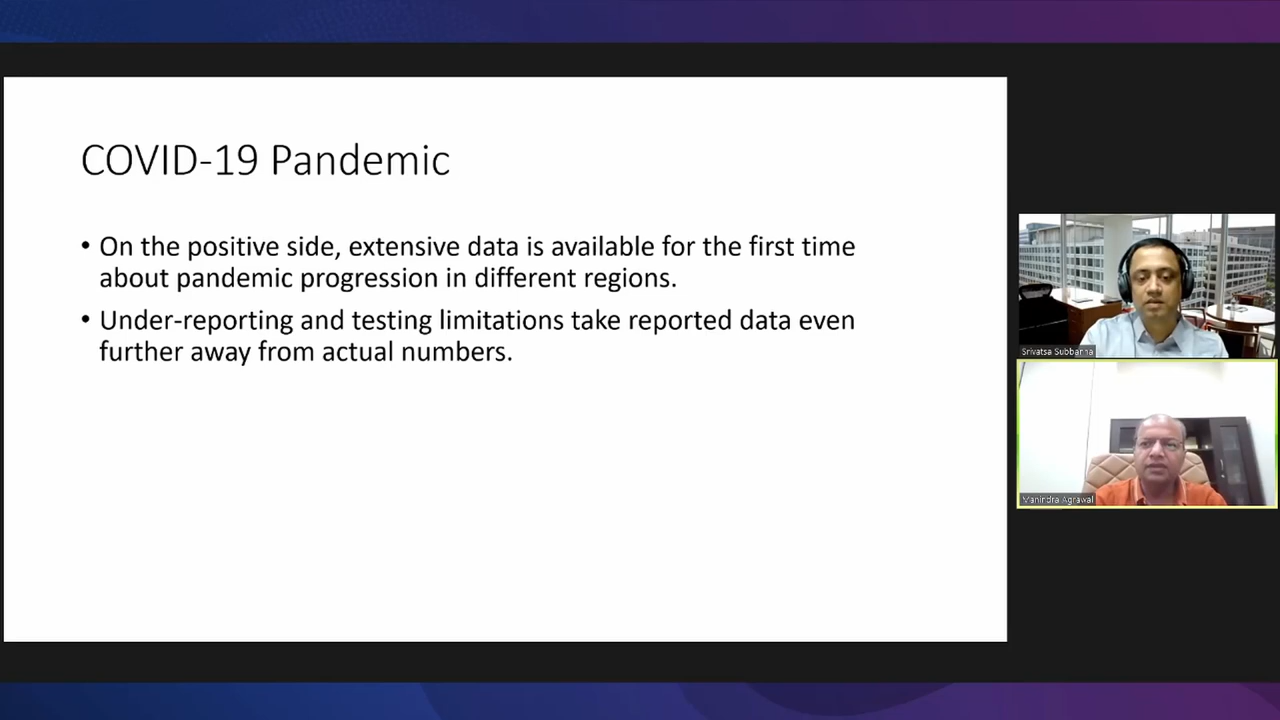 COVID-19 Pandemic
• On the positive side, extensive data is available for the first time
about pandemic progression in different regions.
• Under-reporting and testing limitations take reported data even
further away from actual numbers.
Srivatsa Subbanna
Manindra Agrawal